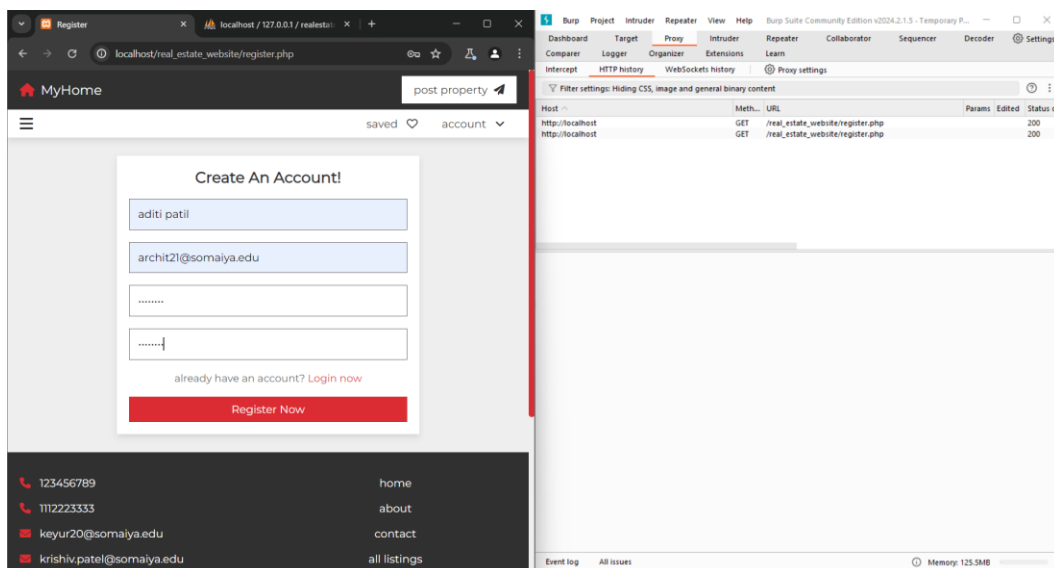 Register
localhost / 127.0.0.1 / realestat
localhost/real_estate_website/register.php
MyHome
post property
saved
account
Create An Account!
aditi patil
archit21@somaiya.edu
........
........
already have an account? Login now
Register Now
123456789
home
1112223333
about
keyur20@somaiya.edu
contact
krishiv.patel@somaiya.edu
all listings
Burp Project Intruder Repeater View Help Burp Suite Community Edition v2024.2.1.5 - Temporary P...
Dashboard Target Proxy Intruder Repeater Collaborator Sequencer Decoder Settings
Comparer Logger Organizer Extensions Learn
Intercept HTTP history WebSockets history Proxy settings
Filter settings: Hiding CSS, image and general binary content
Host Meth... URL Params Edited Status c
http://localhost GET /real_estate_website/register.php 200
http://localhost GET /real_estate_website/register.php 200
Event log All issues Memory: 125.5MB